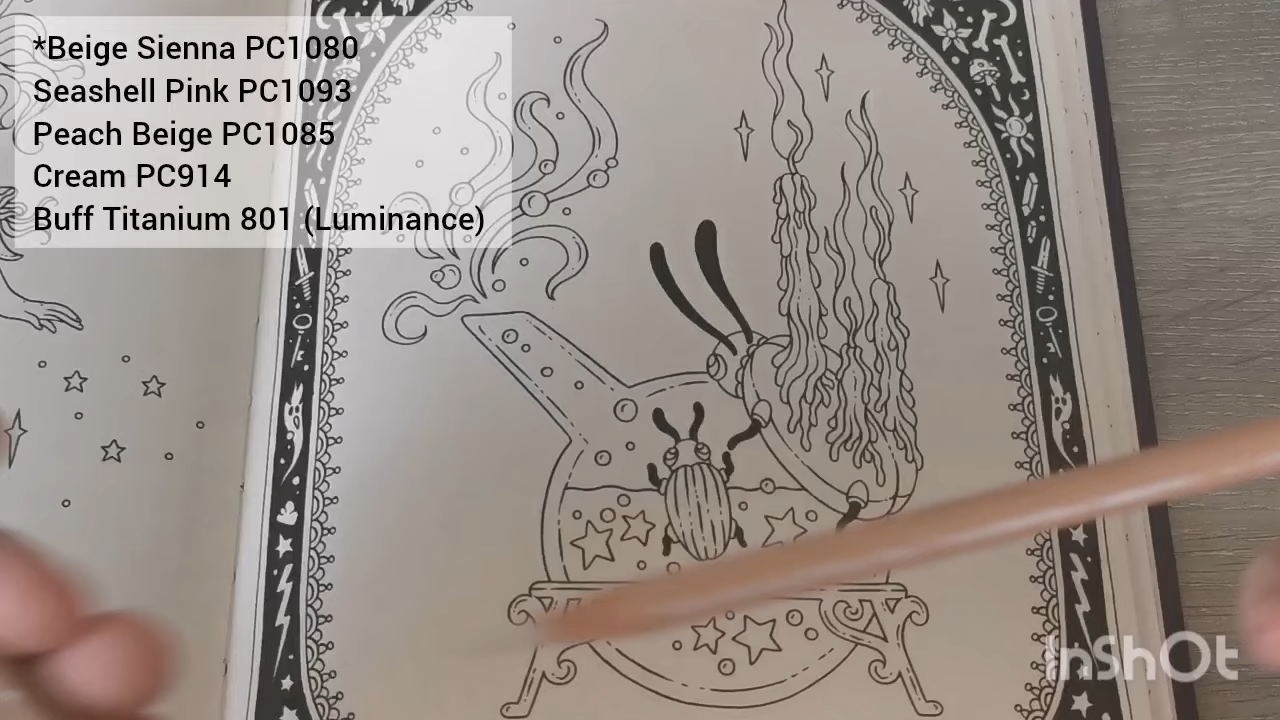 *Beige Sienna PC1080
Seashell Pink PC1093
Peach Beige PC1085
Cream PC914
Buff Titanium 801 (Luminance)
InShOt